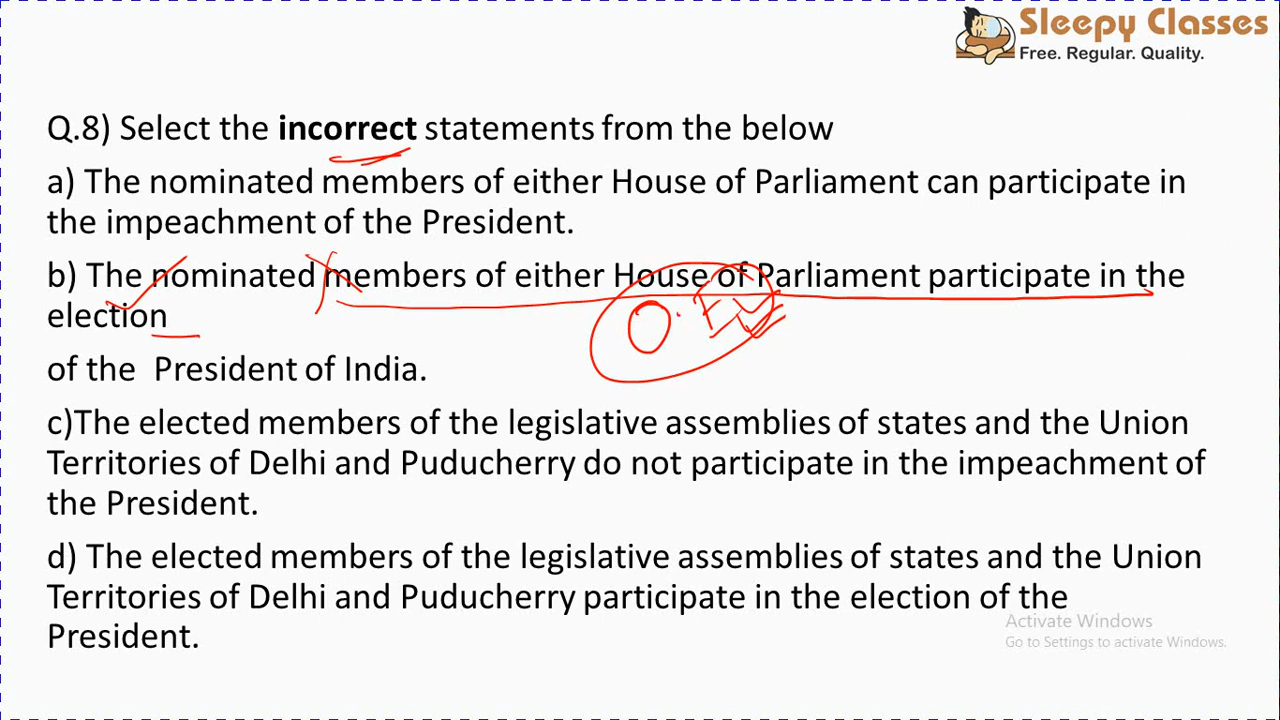 Sleepy Classes
Free. Regular. Quality.
Q.8) Select the incorrect statements from the below
a) The nominated members of either House of Parliament can participate in
the impeachment of the President.
b) The nominated members of either House of Parliament participate in the
election
of the  President of India.
c)The elected members of the legislative assemblies of states and the Union
Territories of Delhi and Puducherry do not participate in the impeachment of
the President.
d) The elected members of the legislative assemblies of states and the Union
Territories of Delhi and Puducherry participate in the election of the
President.
Activate Windows
Go to Settings to activate Windows.